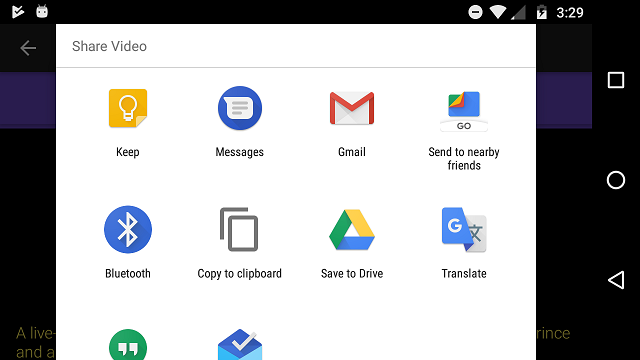 3:29
Share Video
Keep
Messages
Gmail
GO
Send to nearby
friends
Bluetooth
Copy to clipboard
Save to Drive
G
Translate
A live-
rince
and a